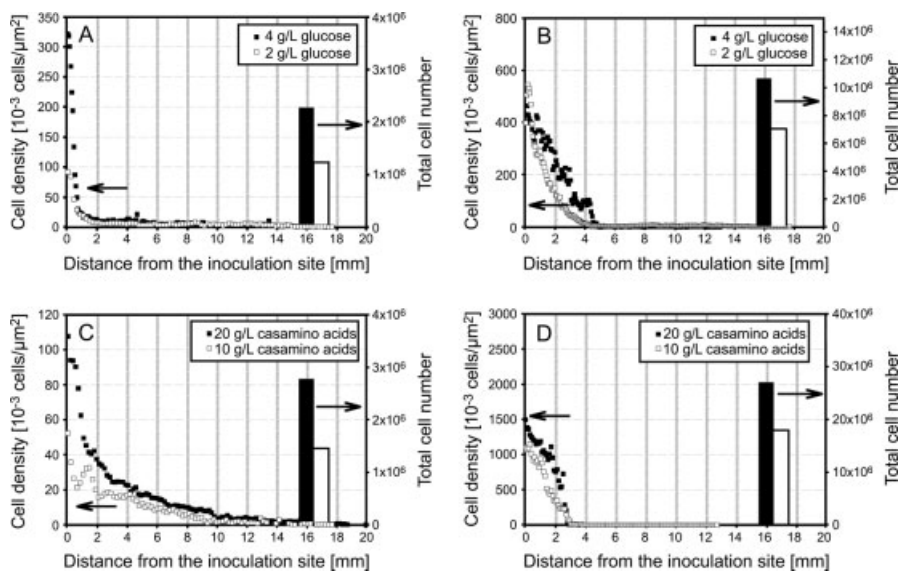 A
4 g/L glucose
2 g/L glucose
Cell density [10⁻³ cells/µm²]
350
300
250
200
150
100
50
0
4x10⁶
3x10⁶
2x10⁶
1x10⁶
0
Total cell number
0 2 4 6 8 10 12 14 16 18 20
Distance from the inoculation site [mm]
B
4 g/L glucose
2 g/L glucose
Cell density [10⁻³ cells/µm²]
800
600
400
200
0
14x10⁶
12x10⁶
10x10⁶
8x10⁶
6x10⁶
4x10⁶
2x10⁶
0
Total cell number
0 2 4 6 8 10 12 14 16 18 20
Distance from the inoculation site [mm]
C
20 g/L casamino acids
10 g/L casamino acids
Cell density [10⁻³ cells/µm²]
120
100
80
60
40
20
0
4x10⁶
3x10⁶
2x10⁶
1x10⁶
0
Total cell number
0 2 4 6 8 10 12 14 16 18 20
Distance from the inoculation site [mm]
D
20 g/L casamino acids
10 g/L casamino acids
Cell density [10⁻³ cells/µm²]
3000
2500
2000
1500
1000
500
0
40x10⁶
30x10⁶
20x10⁶
10x10⁶
0
Total cell number
0 2 4 6 8 10 12 14 16 18 20
Distance from the inoculation site [mm]